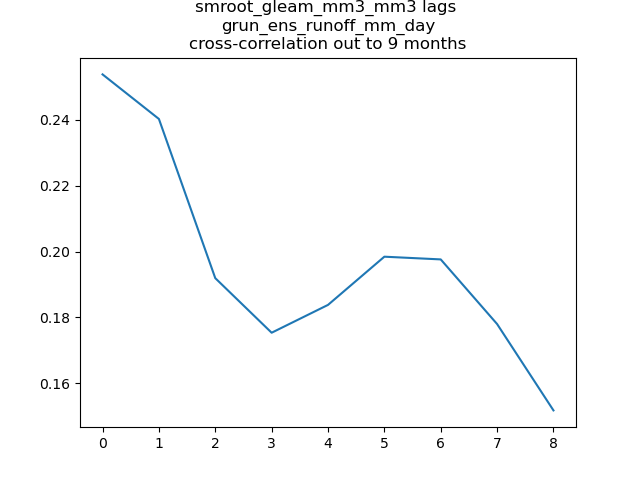 smroot_gleam_mm3_mm3 lags
grun_ens_runoff_mm_day
cross-correlation out to 9 months
0.24
0.22
0.20
0.18
0.16
0 1 2 3 4 5 6 7 8